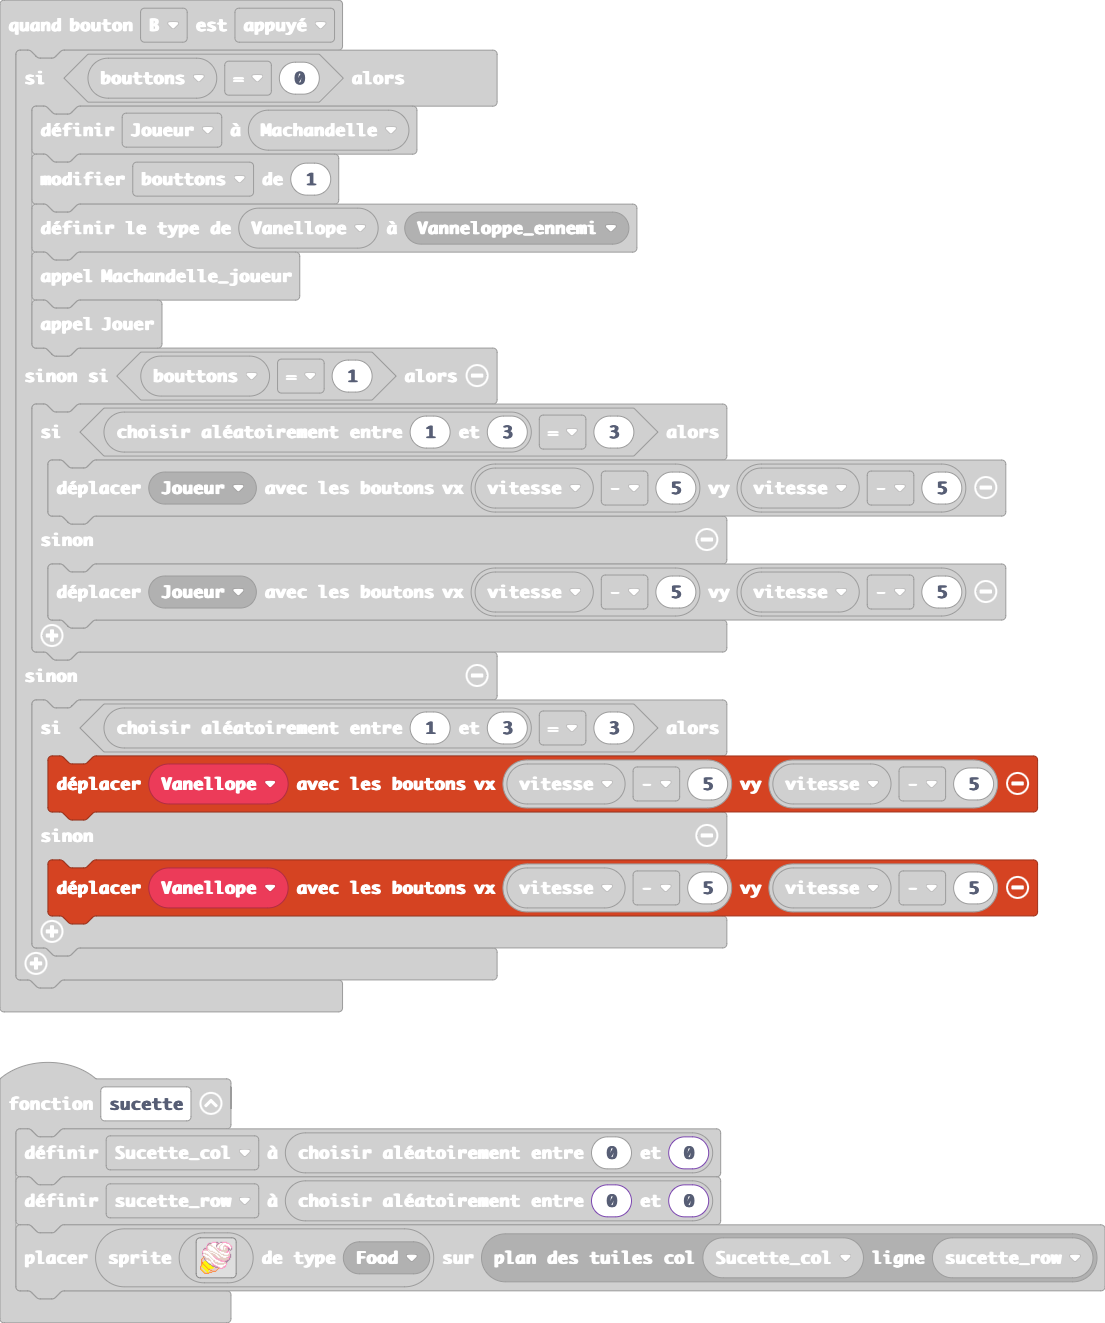 quand bouton B est appuyé
si bouttons = 0 alors
définir Joueur à Machandelle
modifier bouttons de 1
définir le type de Vanellope à Vanneloppe_ennemi
appel Machandelle_joueur
appel Jouer
sinon si bouttons = 1 alors
si choisir aléatoirement entre 1 et 3 = 3 alors
déplacer Joueur avec les boutons vx vitesse - 5 vy vitesse - 5
sinon
déplacer Joueur avec les boutons vx vitesse - 5 vy vitesse - 5
sinon
si choisir aléatoirement entre 1 et 3 = 3 alors
déplacer Vanellope avec les boutons vx vitesse - 5 vy vitesse - 5
sinon
déplacer Vanellope avec les boutons vx vitesse - 5 vy vitesse - 5
fonction sucette
définir Sucette_col à choisir aléatoirement entre 0 et 0
définir sucette_row à choisir aléatoirement entre 0 et 0
placer sprite de type Food sur plan des tuiles col Sucette_col ligne sucette_row